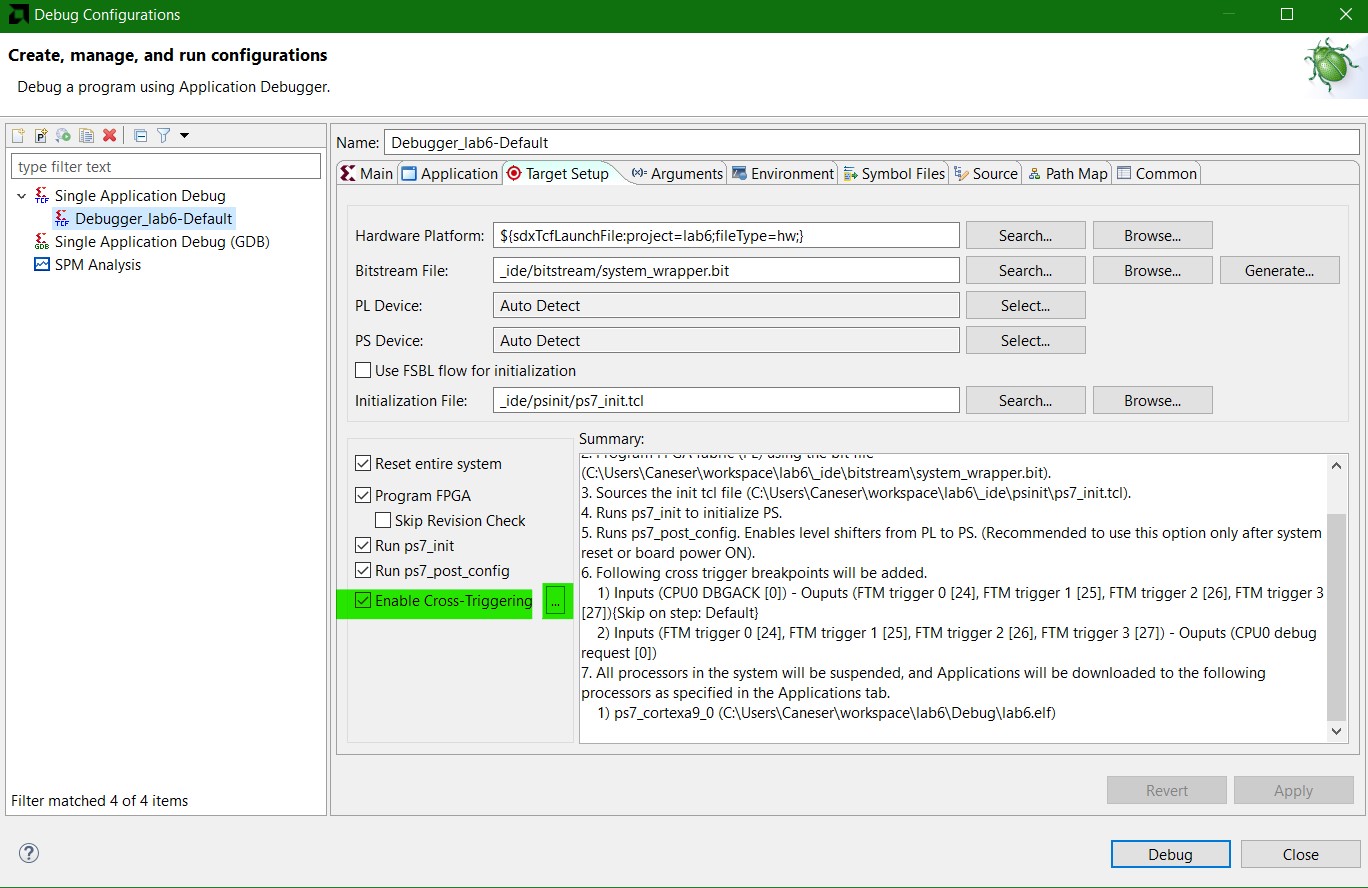 Debug Configurations
Create, manage, and run configurations
Debug a program using Application Debugger.
type filter text
Single Application Debug
Debugger_lab6-Default
Single Application Debug (GDB)
SPM Analysis
Filter matched 4 of 4 items
Name: Debugger_lab6-Default
Main Application Target Setup (x)= Arguments Environment Symbol Files Source Path Map Common
Hardware Platform: ${sdxTcfLaunchFile:project=lab6;fileType=hw;} Search... Browse...
Bitstream File: _ide/bitstream/system_wrapper.bit Search... Browse... Generate...
PL Device: Auto Detect Select...
PS Device: Auto Detect Select...
Use FSBL flow for initialization
Initialization File: _ide/psinit/ps7_init.tcl Search... Browse...
Reset entire system
Program FPGA
Skip Revision Check
Run ps7_init
Run ps7_post_config
Enable Cross-Triggering ...
Summary:
2. Program FPGA fabric (PL) using the bit file
(C:\Users\Caneser\workspace\lab6\_ide\bitstream\system_wrapper.bit).
3. Sources the init tcl file (C:\Users\Caneser\workspace\lab6\_ide\psinit\ps7_init.tcl).
4. Runs ps7_init to initialize PS.
5. Runs ps7_post_config. Enables level shifters from PL to PS. (Recommended to use this option only after system
reset or board power ON).
6. Following cross trigger breakpoints will be added.
1) Inputs (CPU0 DBGACK [0]) - Ouputs (FTM trigger 0 [24], FTM trigger 1 [25], FTM trigger 2 [26], FTM trigger 3
[27]){Skip on step: Default}
2) Inputs (FTM trigger 0 [24], FTM trigger 1 [25], FTM trigger 2 [26], FTM trigger 3 [27]) - Ouputs (CPU0 debug
request [0])
7. All processors in the system will be suspended, and Applications will be downloaded to the following
processors as specified in the Applications tab.
1) ps7_cortexa9_0 (C:\Users\Caneser\workspace\lab6\Debug\lab6.elf)
Revert Apply
? Debug Close